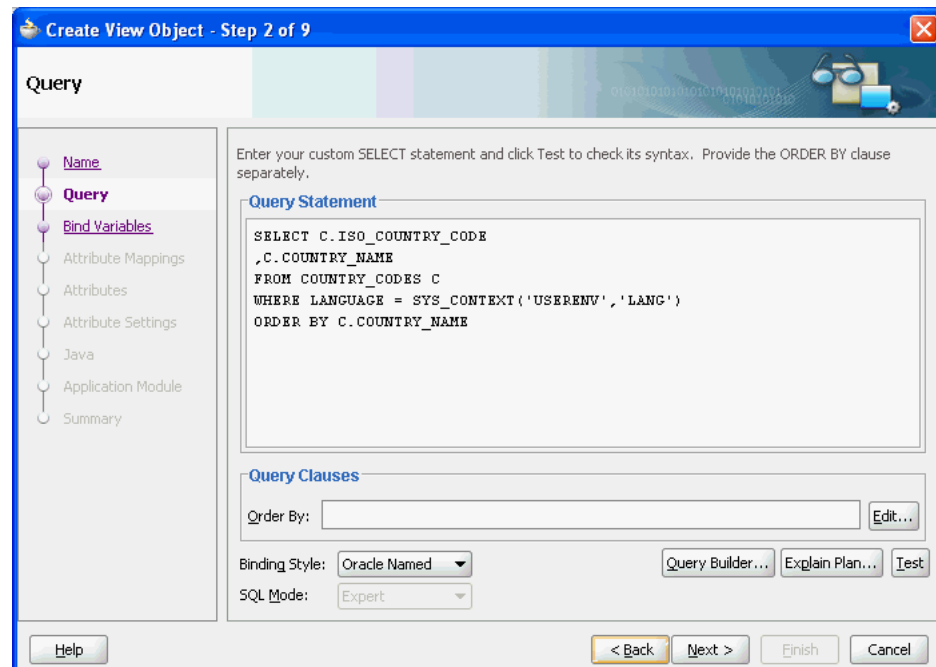 Create View Object - Step 2 of 9
Query
010101010101010101010101
01010101010
Name
Query
Bind Variables
Attribute Mappings
Attributes
Attribute Settings
Java
Application Module
Summary
Enter your custom SELECT statement and click Test to check its syntax. Provide the ORDER BY clause
separately.
Query Statement
SELECT C.ISO_COUNTRY_CODE
,C.COUNTRY_NAME
FROM COUNTRY_CODES C
WHERE LANGUAGE = SYS_CONTEXT('USERENV','LANG')
ORDER BY C.COUNTRY_NAME
Query Clauses
Order By:
Edit...
Binding Style: Oracle Named
Query Builder... Explain Plan... Test
SQL Mode: Expert
Help
< Back Next > Finish Cancel